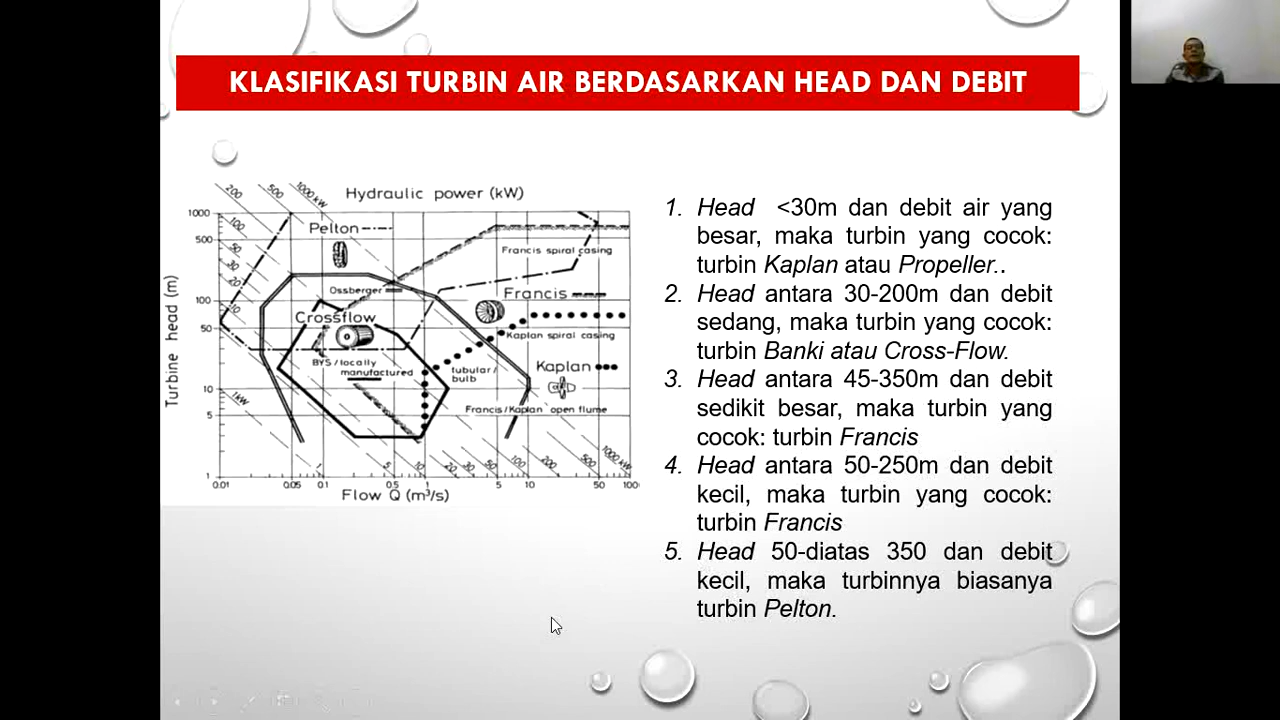 KLASIFIKASI TURBIN AIR BERDASARKAN HEAD DAN DEBIT
Hydraulic power (kW)
200
500
1000 kW
1000
500
100
50
10
5
1
100
50
30
20
10
1kW
Pelton
Francis spiral casing
Ossberger
Francis
Crossflow
Kaplan spiral casing
BYS/locally
manufactured
tubular/
bulb
Kaplan
Francis/Kaplan open flume
5
10
20
30
50
100
200
500
1000 kW
Turbine head (m)
0.01
0.05
0.1
0.5
1
5
10
50
100
Flow Q (m³/s)
1. Head <30m dan debit air yang
besar, maka turbin yang cocok:
turbin Kaplan atau Propeller..
2. Head antara 30-200m dan debit
sedang, maka turbin yang cocok:
turbin Banki atau Cross-Flow.
3. Head antara 45-350m dan debit
sedikit besar, maka turbin yang
cocok: turbin Francis
4. Head antara 50-250m dan debit
kecil, maka turbin yang cocok:
turbin Francis
5. Head 50-diatas 350 dan debit
kecil, maka turbinnya biasanya
turbin Pelton.